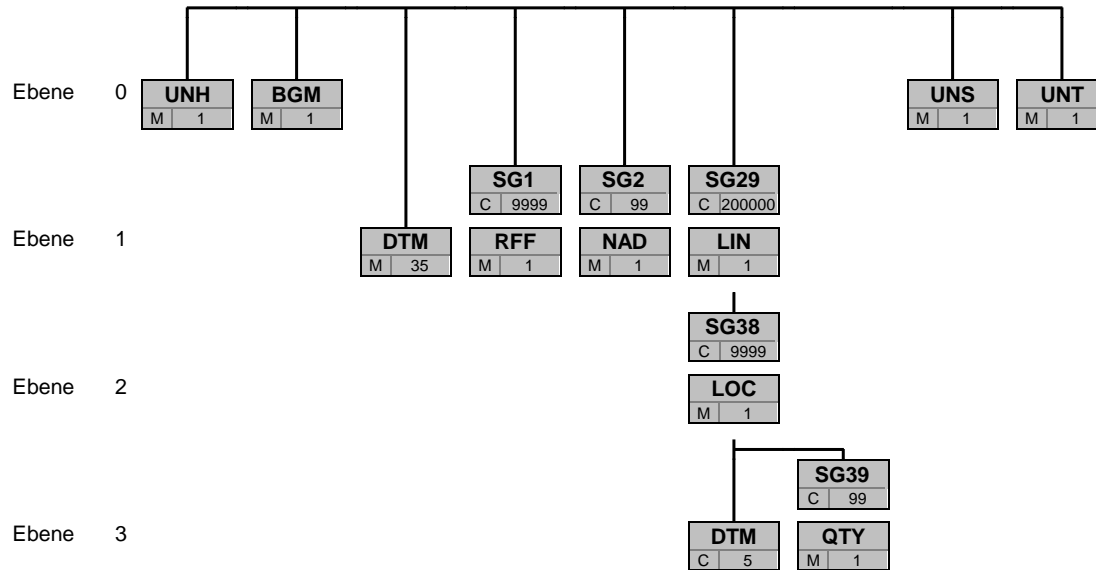 Ebene 0 UNH BGM UNS UNT
M 1 M 1 M 1 M 1
SG1 SG2 SG29
C 9999 C 99 C 200000
Ebene 1 DTM RFF NAD LIN
M 35 M 1 M 1 M 1
SG38
C 9999
Ebene 2 LOC
M 1
SG39
C 99
Ebene 3 DTM QTY
C 5 M 1